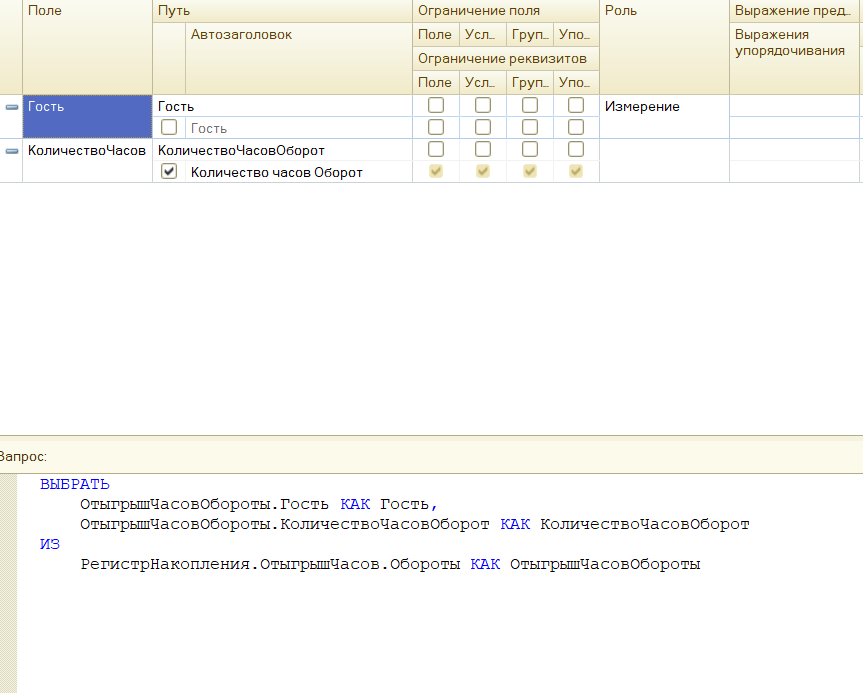 Поле Путь Ограничение поля Роль Выражение пред...
Автозаголовок Поле Усл... Груп... Упо... Выражения упорядочивания
Ограничение реквизитов
Поле Усл... Груп... Упо...
Гость Гость Измерение
Гость
КоличествоЧасов КоличествоЧасовОборот
Количество часов Оборот
Запрос:
ВЫБРАТЬ
ОтыгрышЧасовОбороты.Гость КАК Гость,
ОтыгрышЧасовОбороты.КоличествоЧасовОборот КАК КоличествоЧасовОборот
ИЗ
РегистрНакопления.ОтыгрышЧасов.Обороты КАК ОтыгрышЧасовОбороты